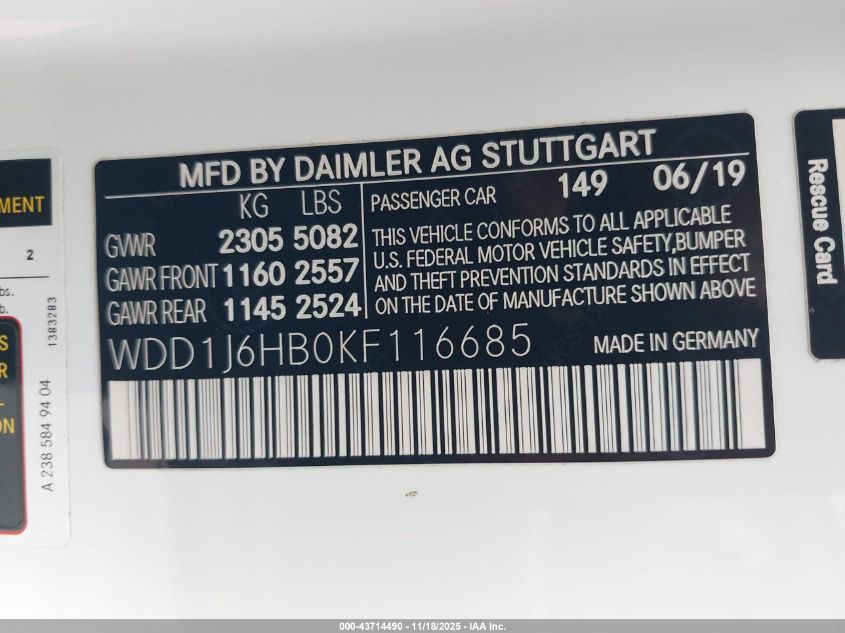 MFD BY DAIMLER AG STUTTGART
KG LBS
GVWR 2305 5082
GAWR FRONT 1160 2557
GAWR REAR 1145 2524
PASSENGER CAR 149 06/19
THIS VEHICLE CONFORMS TO ALL APPLICABLE
U.S. FEDERAL MOTOR VEHICLE SAFETY,BUMPER
AND THEFT PREVENTION STANDARDS IN EFFECT
ON THE DATE OF MANUFACTURE SHOWN ABOVE
WDD1J6HB0KF116685 MADE IN GERMANY
MENT
2
bs.
b.
S
R
ON
A 238 584 94 04
1383283
Rescue Card
000-43714490 - 11/18/2025 - IAA Inc.